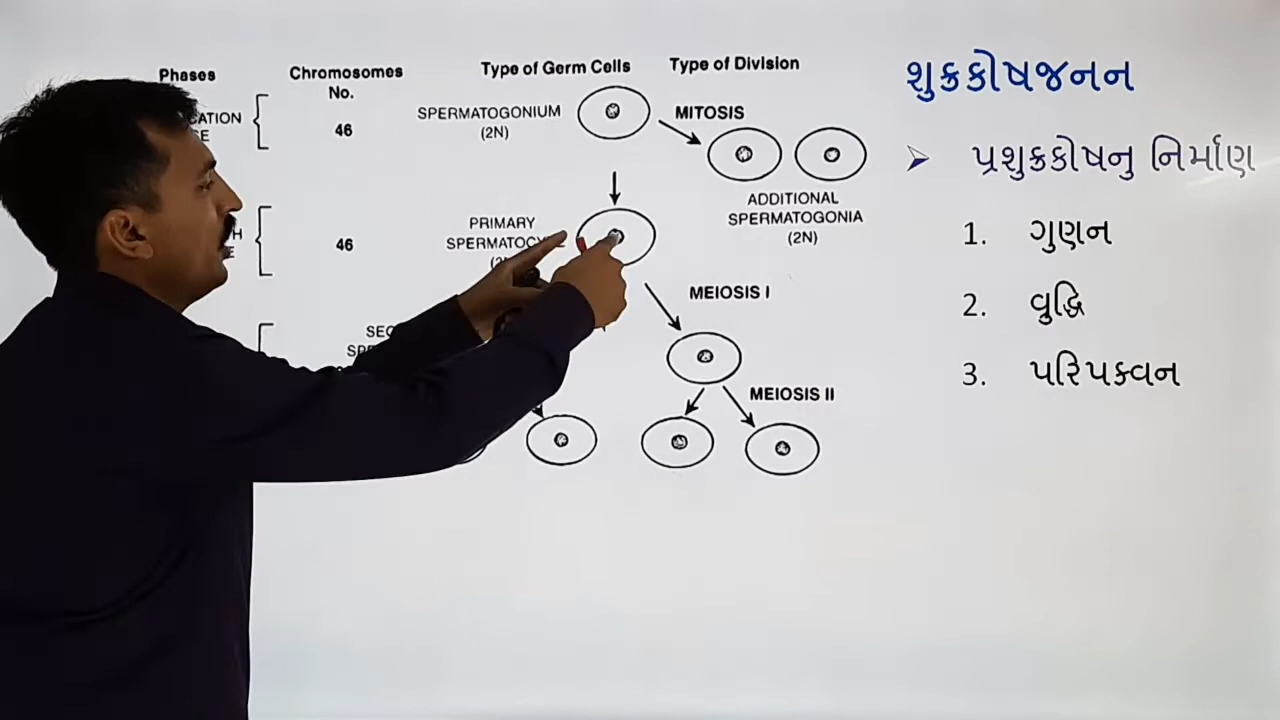 Phases
Chromosomes No.
Type of Germ Cells
Type of Division
46
SPERMATOGONIUM
(2N)
MITOSIS
ADDITIONAL
SPERMATOGONIA
(2N)
46
PRIMARY
MEIOSIS I
MEIOSIS II
શુક્રકોષજનન
➢ પ્રશુક્રકોષનુ નિર્માણ
1. ગુણન
2. વૃદ્ધિ
3. પરિપક્વન